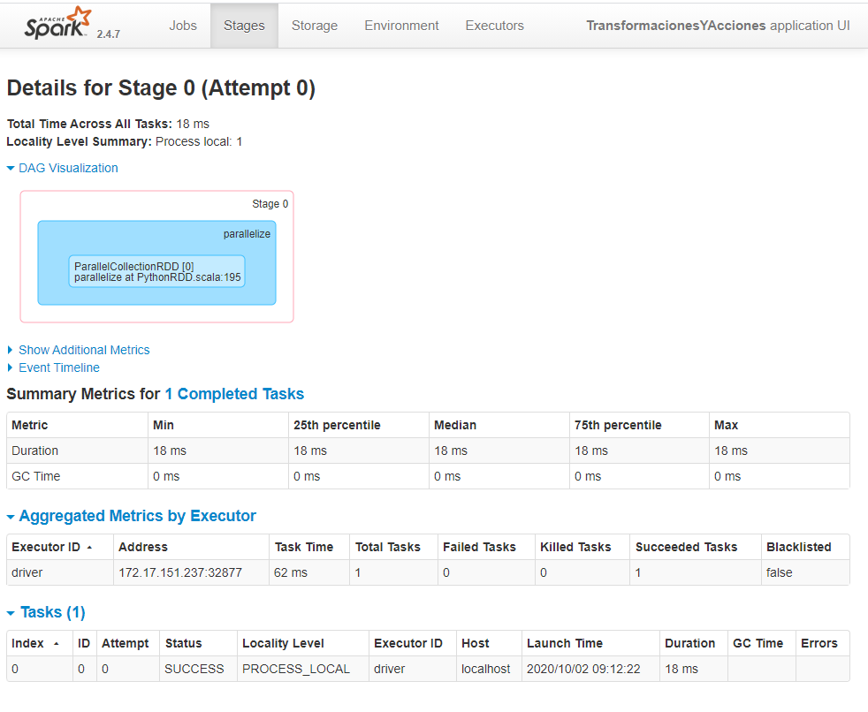 APACHE
Spark 2.4.7 Jobs Stages Storage Environment Executors TransformacionesYAcciones application UI
Details for Stage 0 (Attempt 0)
Total Time Across All Tasks: 18 ms
Locality Level Summary: Process local: 1
DAG Visualization
Stage 0
parallelize
ParallelCollectionRDD [0]
parallelize at PythonRDD.scala:195
Show Additional Metrics
Event Timeline
Summary Metrics for 1 Completed Tasks
Metric Min 25th percentile Median 75th percentile Max
Duration 18 ms 18 ms 18 ms 18 ms 18 ms
GC Time 0 ms 0 ms 0 ms 0 ms 0 ms
Aggregated Metrics by Executor
Executor ID Address Task Time Total Tasks Failed Tasks Killed Tasks Succeeded Tasks Blacklisted
driver 172.17.151.237:32877 62 ms 1 0 0 1 false
Tasks (1)
Index ID Attempt Status Locality Level Executor ID Host Launch Time Duration GC Time Errors
0 0 0 SUCCESS PROCESS_LOCAL driver localhost 2020/10/02 09:12:22 18 ms